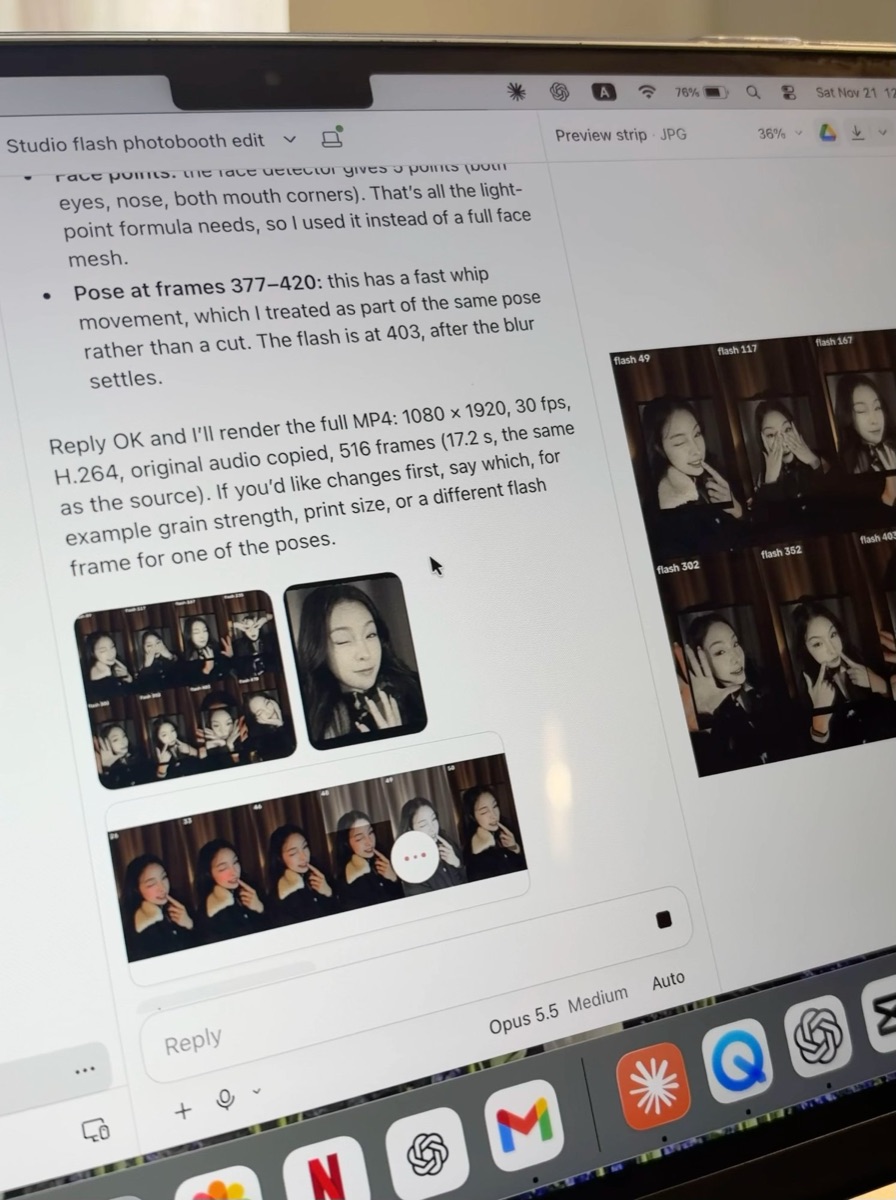 76%
Sat Nov 21
Studio flash photobooth edit
Preview strip · JPG
36%
eyes, nose, both mouth corners). That's all the light-
point formula needs, so I used it instead of a full face
mesh.
Pose at frames 377–420: this has a fast whip
movement, which I treated as part of the same pose
rather than a cut. The flash is at 403, after the blur
settles.
Reply OK and I'll render the full MP4: 1080 × 1920, 30 fps,
H.264, original audio copied, 516 frames (17.2 s, the same
as the source). If you'd like changes first, say which, for
example grain strength, print size, or a different flash
frame for one of the poses.
flash 49
flash 117
flash 167
flash 302
flash 352
flash 403
33
46
49
Reply
Opus 5.5 Medium
Auto